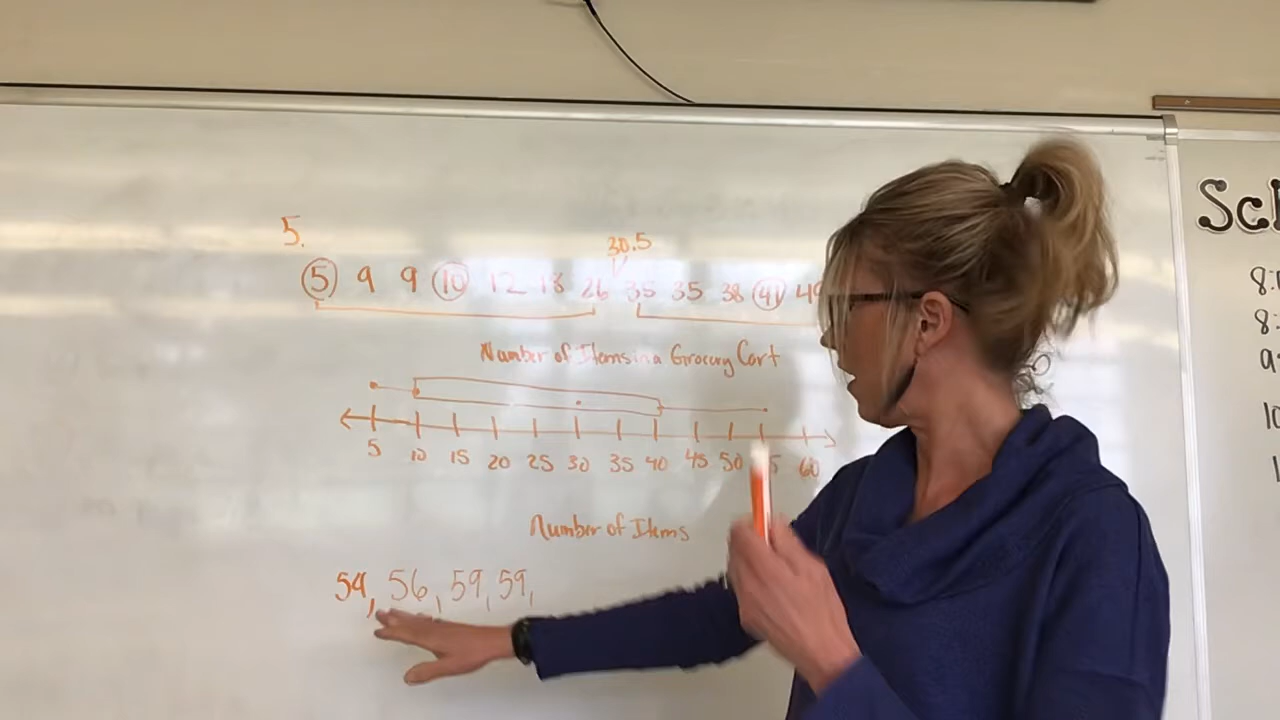 5.
30.5
5 9 9 10 12 18 26 35 35 38 41
Number of Items in a Grocery Cart
5 10 15 20 25 30 35 40 45 50 60
Number of Items
54, 56, 59, 59,
8:
8: